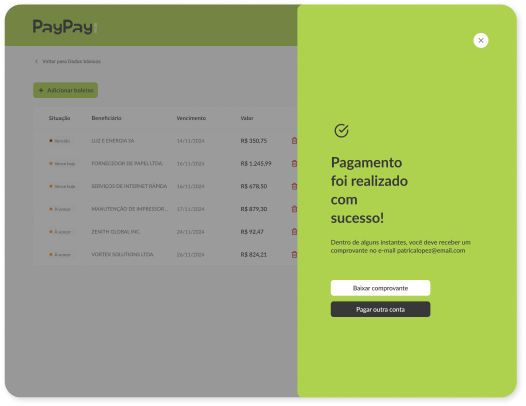 PayPay
Voltar para dados básicos
+ Adicionar boletos
Situação Beneficiário Vencimento Valor
Vencido LUZ E ENERGIA SA 14/11/2024 R$ 350,75
Vence hoje FORNECEDOR DE PAPEL LTDA. 16/11/2024 R$ 1.245,99
Vence hoje SERVIÇOS DE INTERNET RÁPIDA 16/11/2024 R$ 678,50
A vencer MANUTENÇÃO DE IMPRESSOR... 17/11/2024 R$ 879,30
A vencer ZENITH GLOBAL INC. 24/11/2024 R$ 92,47
A vencer VORTEX SOLUTIONS LTDA. 26/11/2024 R$ 824,21
Pagamento
foi realizado
com
sucesso!
Dentro de alguns instantes, você deve receber um
comprovante no e-mail patricalopez@email.com
Baixar comprovante
Pagar outra conta